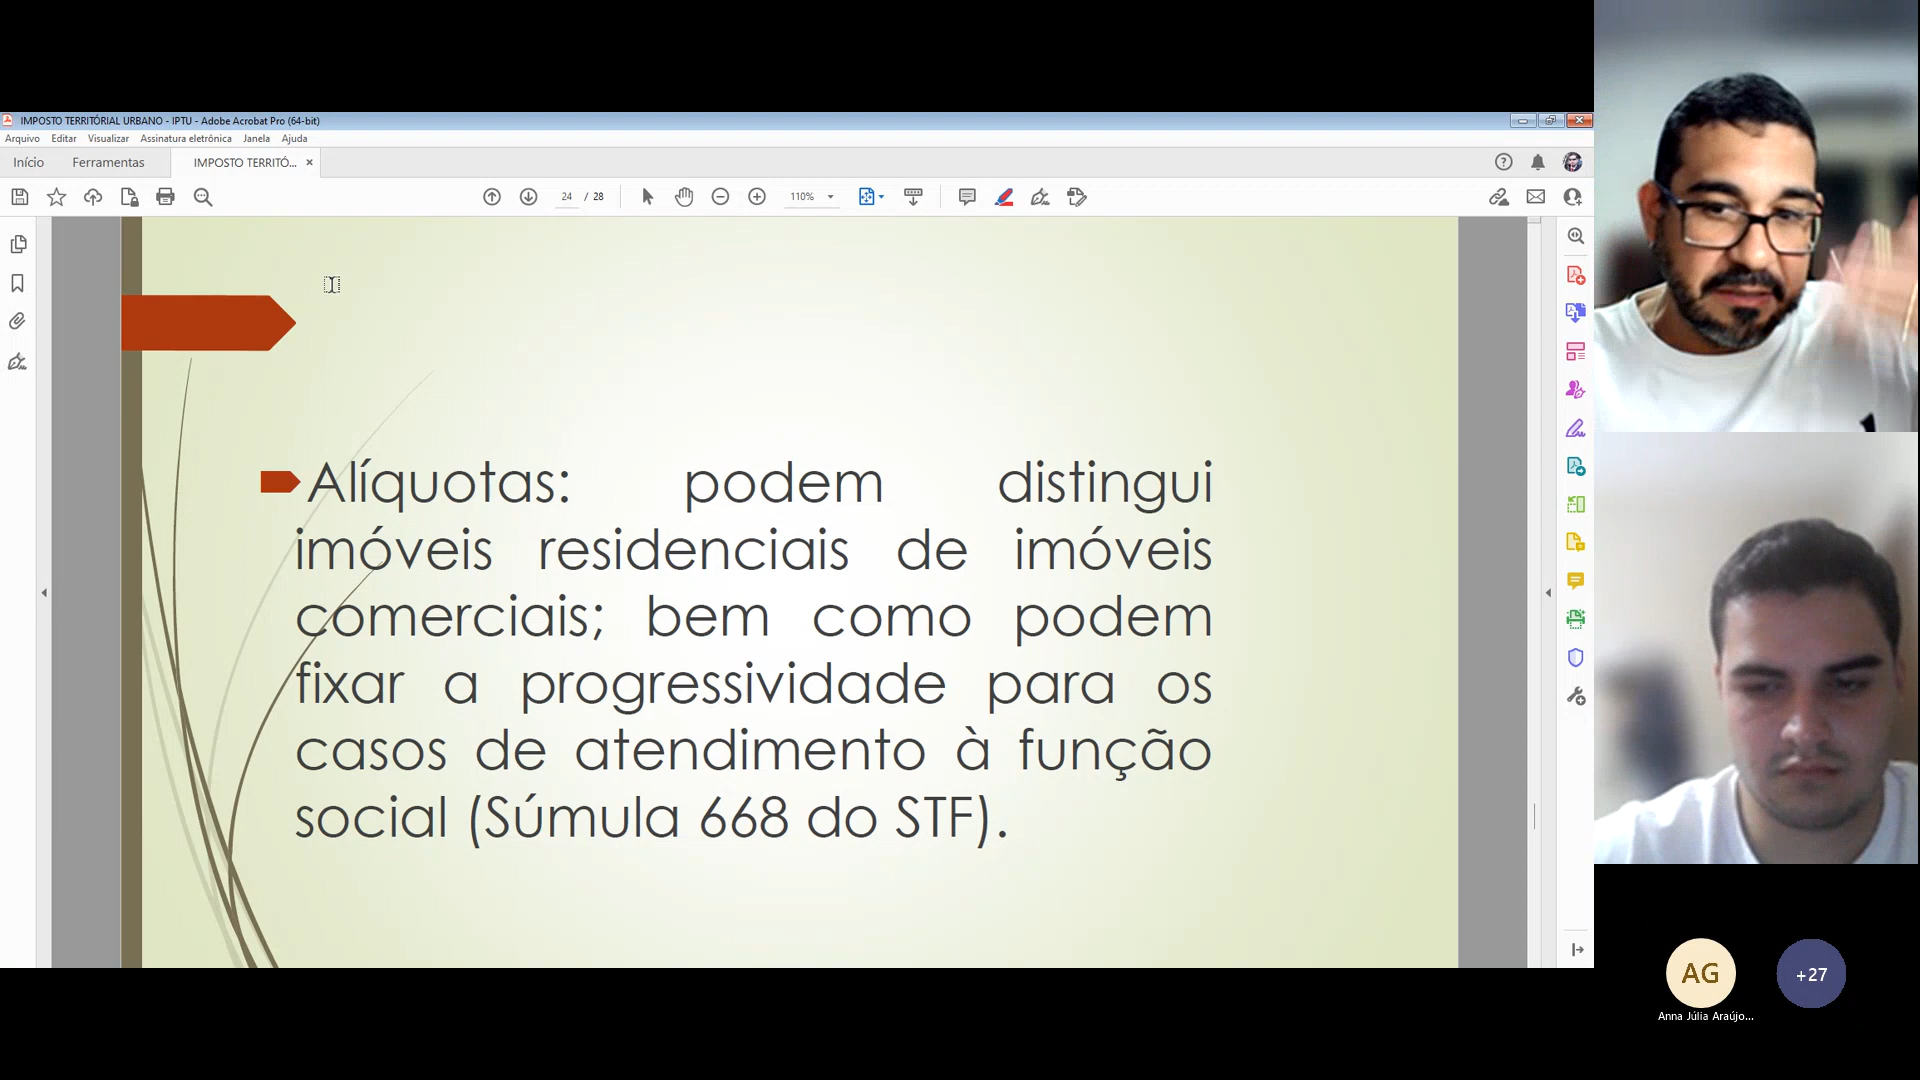 IMPOSTO TERRITÓRIAL URBANO - IPTU - Adobe Acrobat Pro (64-bit)
Arquivo Editar Visualizar Assinatura eletrônica Janela Ajuda
Início Ferramentas IMPOSTO TERRITÓ... ×
24 / 28 110%
Alíquotas: podem distingui
imóveis residenciais de imóveis
comerciais; bem como podem
fixar a progressividade para os
casos de atendimento à função
social (Súmula 668 do STF).
AG +27
Anna Júlia Araújo...